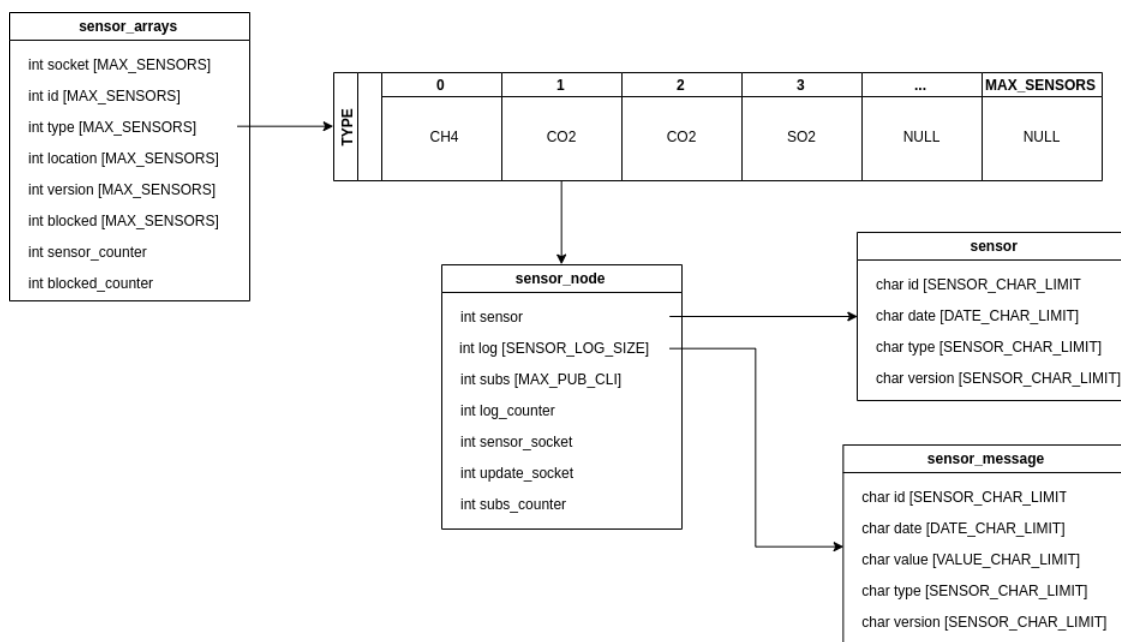 sensor_arrays
int socket [MAX_SENSORS]
int id [MAX_SENSORS]
int type [MAX_SENSORS]
int location [MAX_SENSORS]
int version [MAX_SENSORS]
int blocked [MAX_SENSORS]
int sensor_counter
int blocked_counter
TYPE
0 1 2 3 ... MAX_SENSORS
CH4 CO2 CO2 SO2 NULL NULL
sensor_node
int sensor
int log [SENSOR_LOG_SIZE]
int subs [MAX_PUB_CLI]
int log_counter
int sensor_socket
int update_socket
int subs_counter
sensor
char id [SENSOR_CHAR_LIMIT
char date [DATE_CHAR_LIMIT]
char type [SENSOR_CHAR_LIMIT]
char version [SENSOR_CHAR_LIMIT]
sensor_message
char id [SENSOR_CHAR_LIMIT
char date [DATE_CHAR_LIMIT]
char value [VALUE_CHAR_LIMIT]
char type [SENSOR_CHAR_LIMIT]
char version [SENSOR_CHAR_LIMIT]